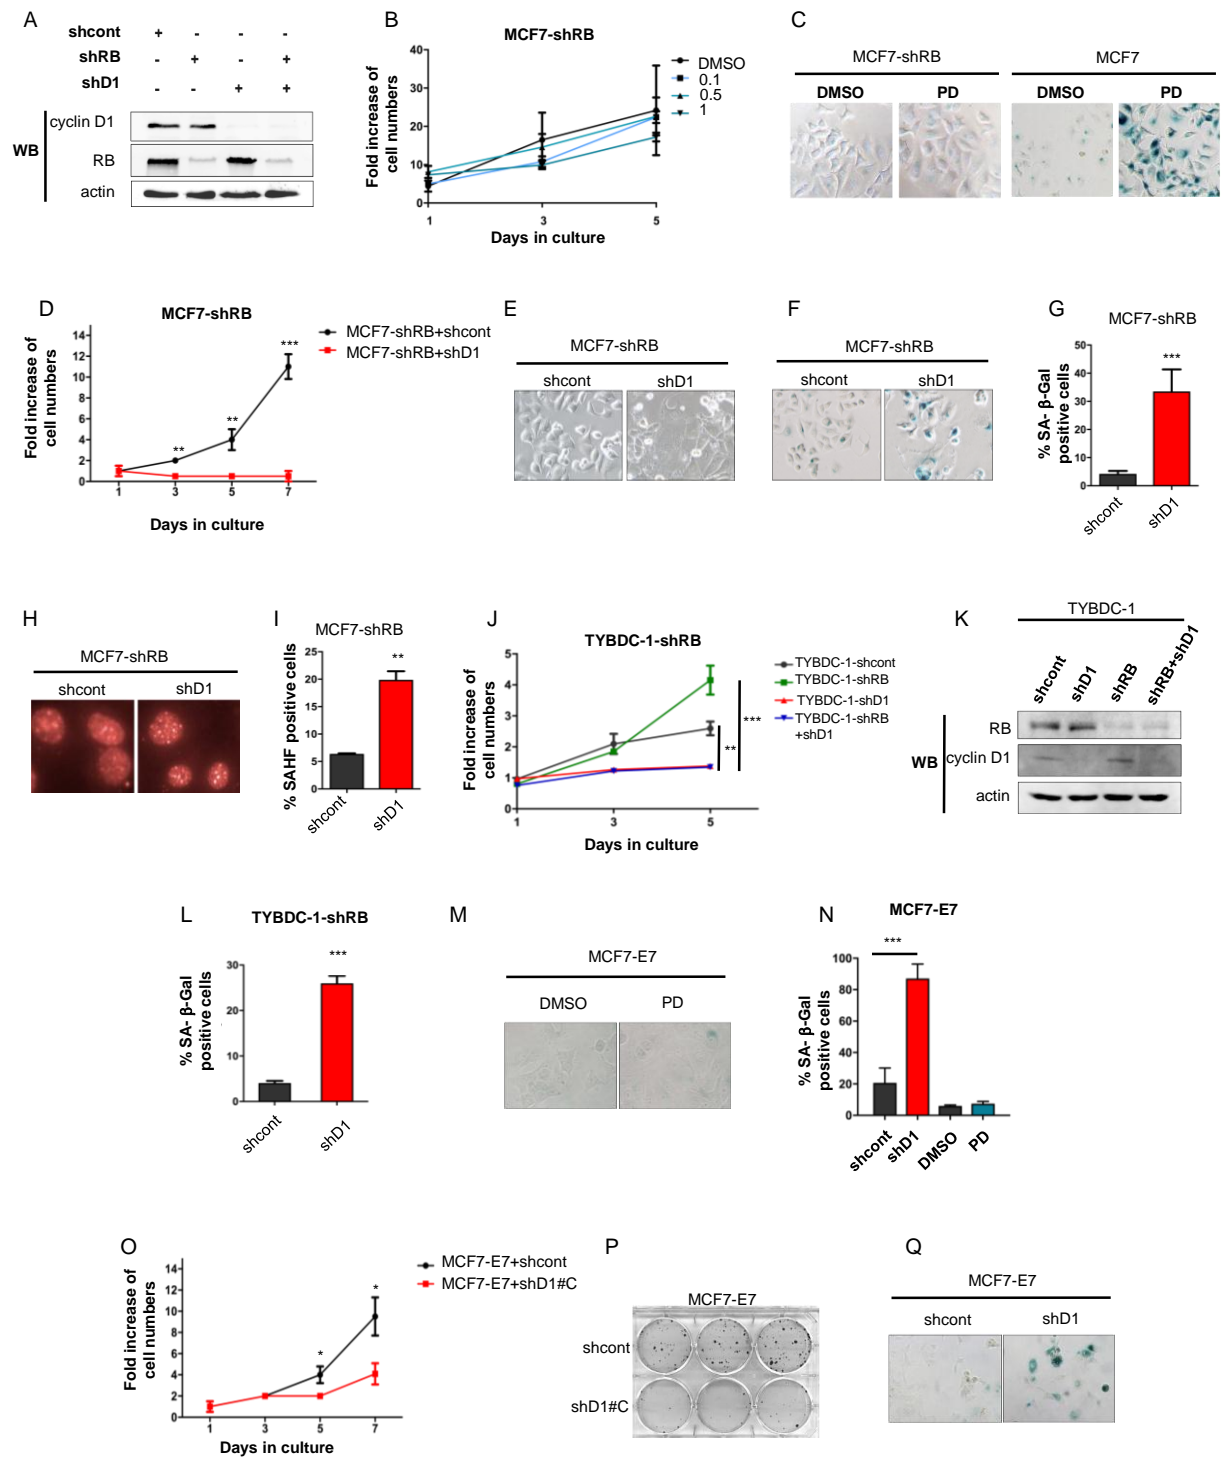 A
shcont + - - -
shRB - + - +
shD1 - - + +
WB
cyclin D1
RB
actin
B
MCF7-shRB
Fold increase of
cell numbers
40
30
20
10
0
1 3 5
Days in culture
DMSO
0.1
0.5
1
C
MCF7-shRB MCF7
DMSO PD DMSO PD
D
MCF7-shRB
Fold increase of
cell numbers
14
12
10
8
6
4
2
0
** ** ***
1 3 5 7
Days in culture
MCF7-shRB+shcont
MCF7-shRB+shD1
E
MCF7-shRB
shcont shD1
F
MCF7-shRB
shcont shD1
G
MCF7-shRB
% SA- β-Gal
positive cells
50
40
30
20
10
0
***
shcont shD1
H
MCF7-shRB
shcont shD1
I
MCF7-shRB
% SAHF positive cells
25
20
15
10
5
0
**
shcont shD1
J
TYBDC-1-shRB
Fold increase of
cell numbers
5
4
3
2
1
0
1 3 5
Days in culture
TYBDC-1-shcont
TYBDC-1-shRB
TYBDC-1-shD1
TYBDC-1-shRB
+shD1
**
***
K
TYBDC-1
shcont shD1 shRB shRB+shD1
WB
RB
cyclin D1
actin
L
TYBDC-1-shRB
% SA- β-Gal
positive cells
30
20
10
0
***
shcont shD1
M
MCF7-E7
DMSO PD
N
MCF7-E7
% SA- β-Gal
positive cells
100
80
60
40
20
0
***
shcont shD1 DMSO PD
O
Fold increase of
cell numbers
14
12
10
8
6
4
2
0
* *
1 3 5 7
Days in culture
MCF7-E7+shcont
MCF7-E7+shD1#C
P
MCF7-E7
shcont
shD1#C
Q
MCF7-E7
shcont shD1